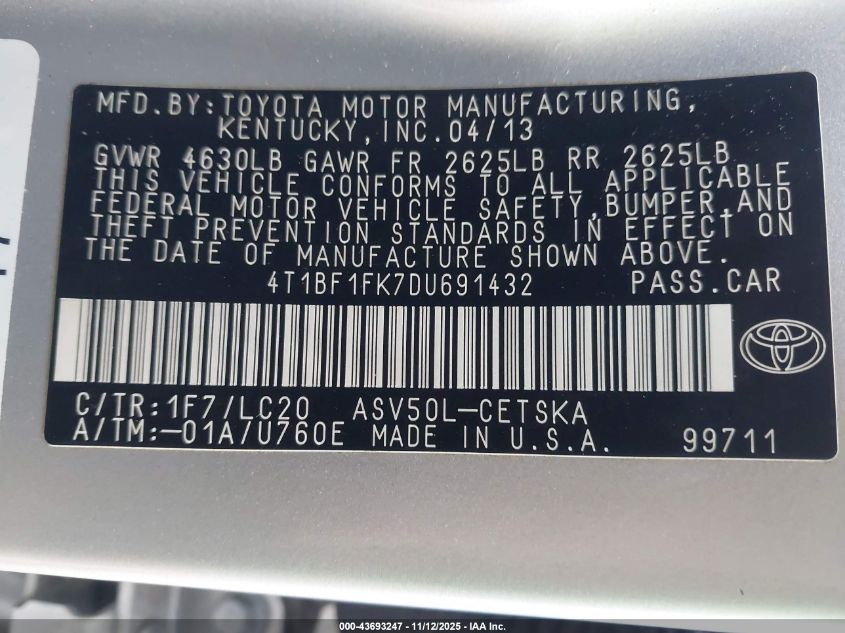 MFD.BY:TOYOTA MOTOR MANUFACTURING,
KENTUCKY,INC.04/13
GVWR 4630LB GAWR FR 2625LB RR 2625LB
THIS VEHICLE CONFORMS TO ALL APPLICABLE
FEDERAL MOTOR VEHICLE SAFETY,BUMPER,AND
THEFT PREVENTION STANDARDS IN EFFECT ON
THE DATE OF MANUFACTURE SHOWN ABOVE.
4T1BF1FK7DU691432 PASS.CAR
C/TR:1F7/LC20 ASV50L-CETSKA
A/TM:-01A/U760E MADE IN U.S.A. 99711
000-43693247 - 11/12/2025 - IAA Inc.